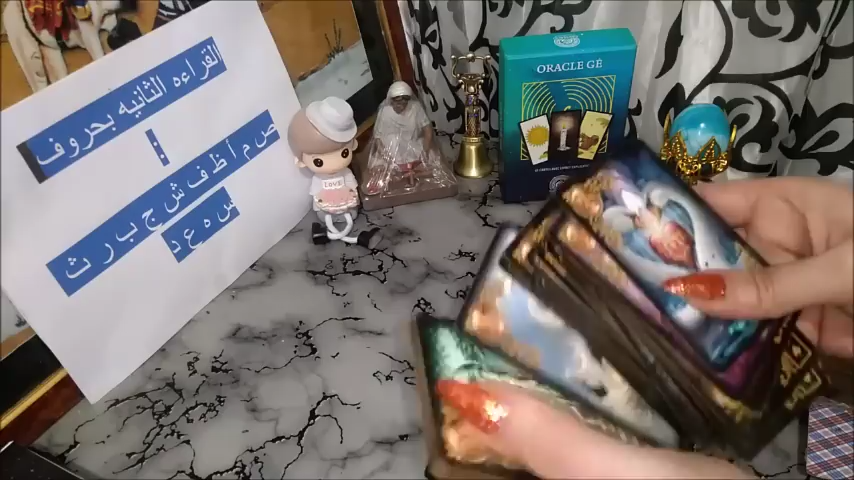 القراءه الثانيه بحروف
:
ص م أ ظ ف ش ج ب ر ث
س ه ع د
ORACLE GÉ
LOVE